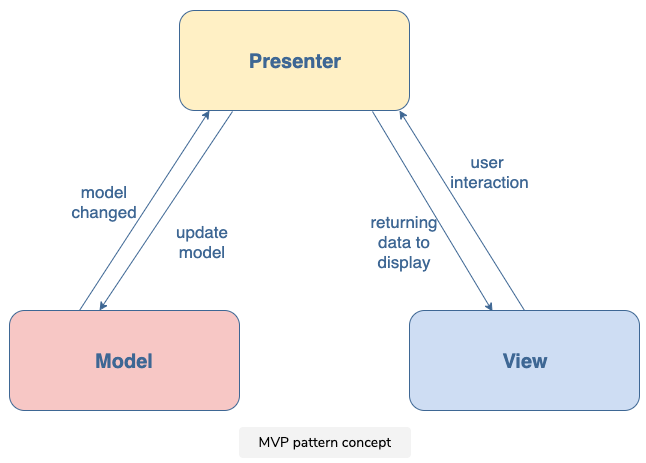 Presenter
user
interaction
model
changed
returning
data to
display
update
model
Model
View
MVP pattern concept